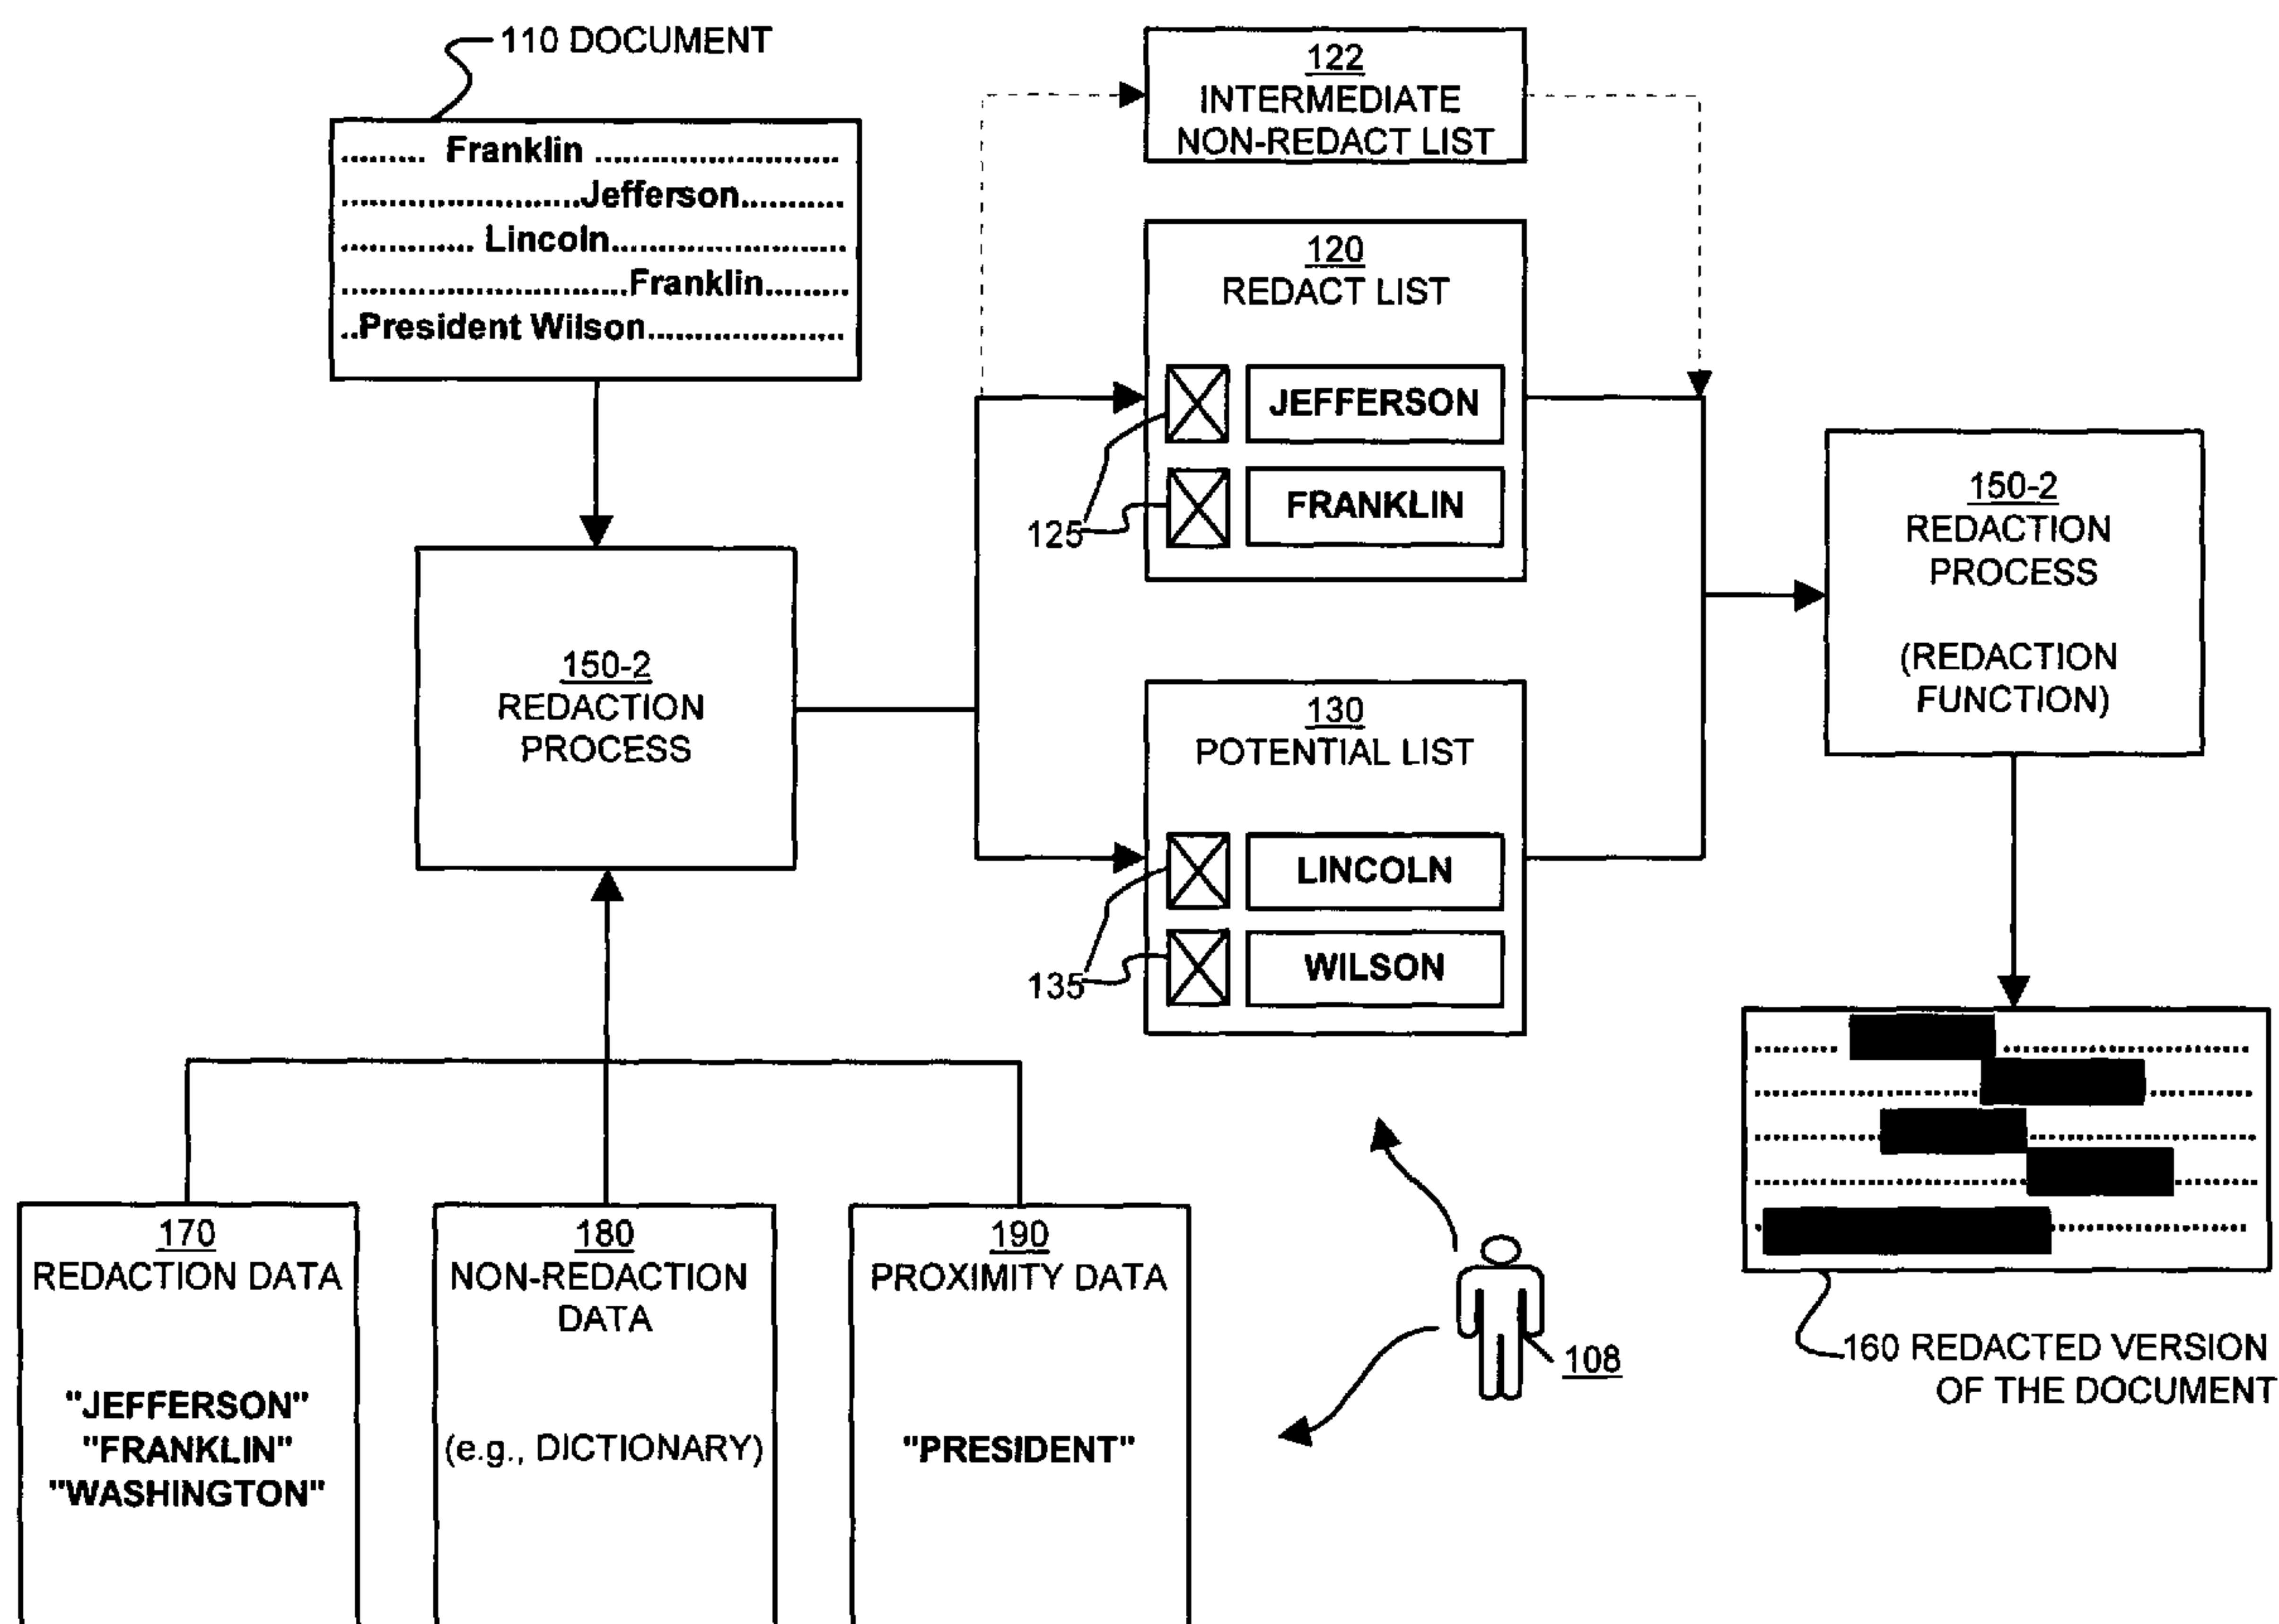 110 DOCUMENT
......... Franklin ..........................
..........................Jefferson...........
.............. Lincoln..........................
...............................Franklin.........
..President Wilson.....................
122
INTERMEDIATE
NON-REDACT LIST
120
REDACT LIST
JEFFERSON
FRANKLIN
125
150-2
REDACTION
PROCESS
130
POTENTIAL LIST
LINCOLN
WILSON
135
150-2
REDACTION
PROCESS
(REDACTION
FUNCTION)
170
REDACTION DATA
"JEFFERSON"
"FRANKLIN"
"WASHINGTON"
180
NON-REDACTION
DATA
(e.g., DICTIONARY)
190
PROXIMITY DATA
"PRESIDENT"
108
160 REDACTED VERSION
OF THE DOCUMENT